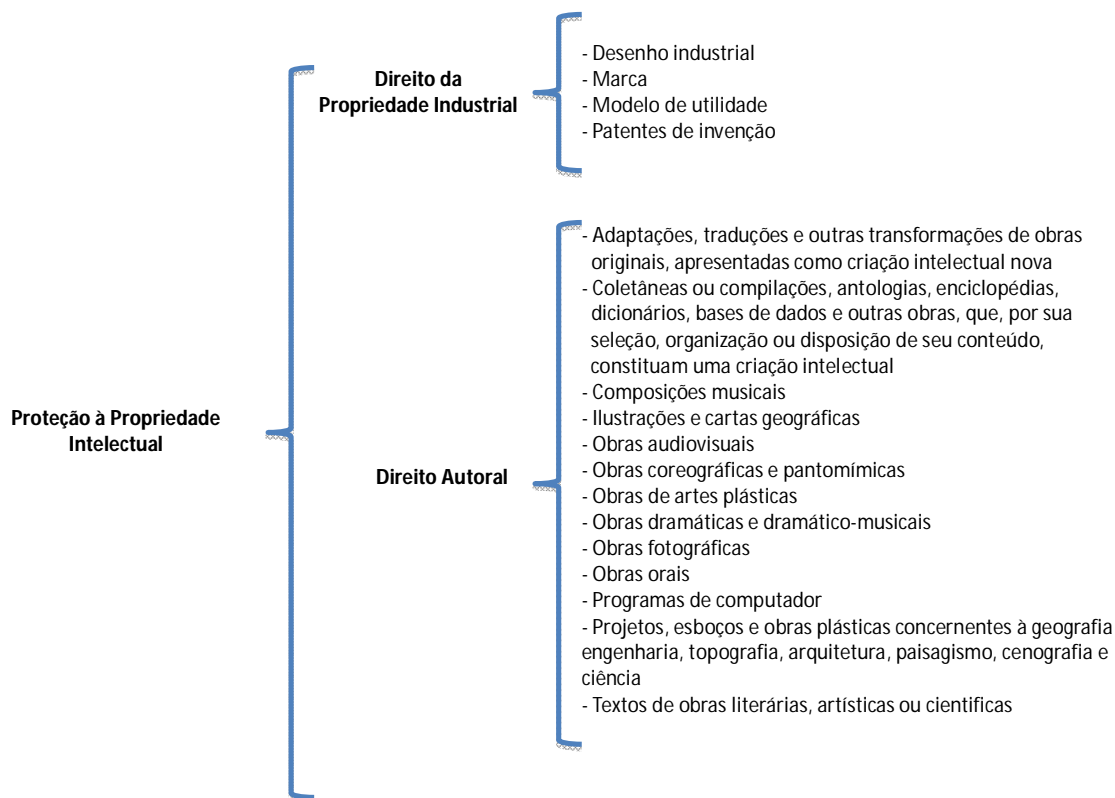 Proteção à Propriedade
Intelectual
Direito da
Propriedade Industrial
- Desenho industrial
- Marca
- Modelo de utilidade
- Patentes de invenção
Direito Autoral
- Adaptações, traduções e outras transformações de obras
originais, apresentadas como criação intelectual nova
- Coletâneas ou compilações, antologias, enciclopédias,
dicionários, bases de dados e outras obras, que, por sua
seleção, organização ou disposição de seu conteúdo,
constituam uma criação intelectual
- Composições musicais
- Ilustrações e cartas geográficas
- Obras audiovisuais
- Obras coreográficas e pantomímicas
- Obras de artes plásticas
- Obras dramáticas e dramático-musicais
- Obras fotográficas
- Obras orais
- Programas de computador
- Projetos, esboços e obras plásticas concernentes à geografia
engenharia, topografia, arquitetura, paisagismo, cenografia e
ciência
- Textos de obras literárias, artísticas ou cientificas